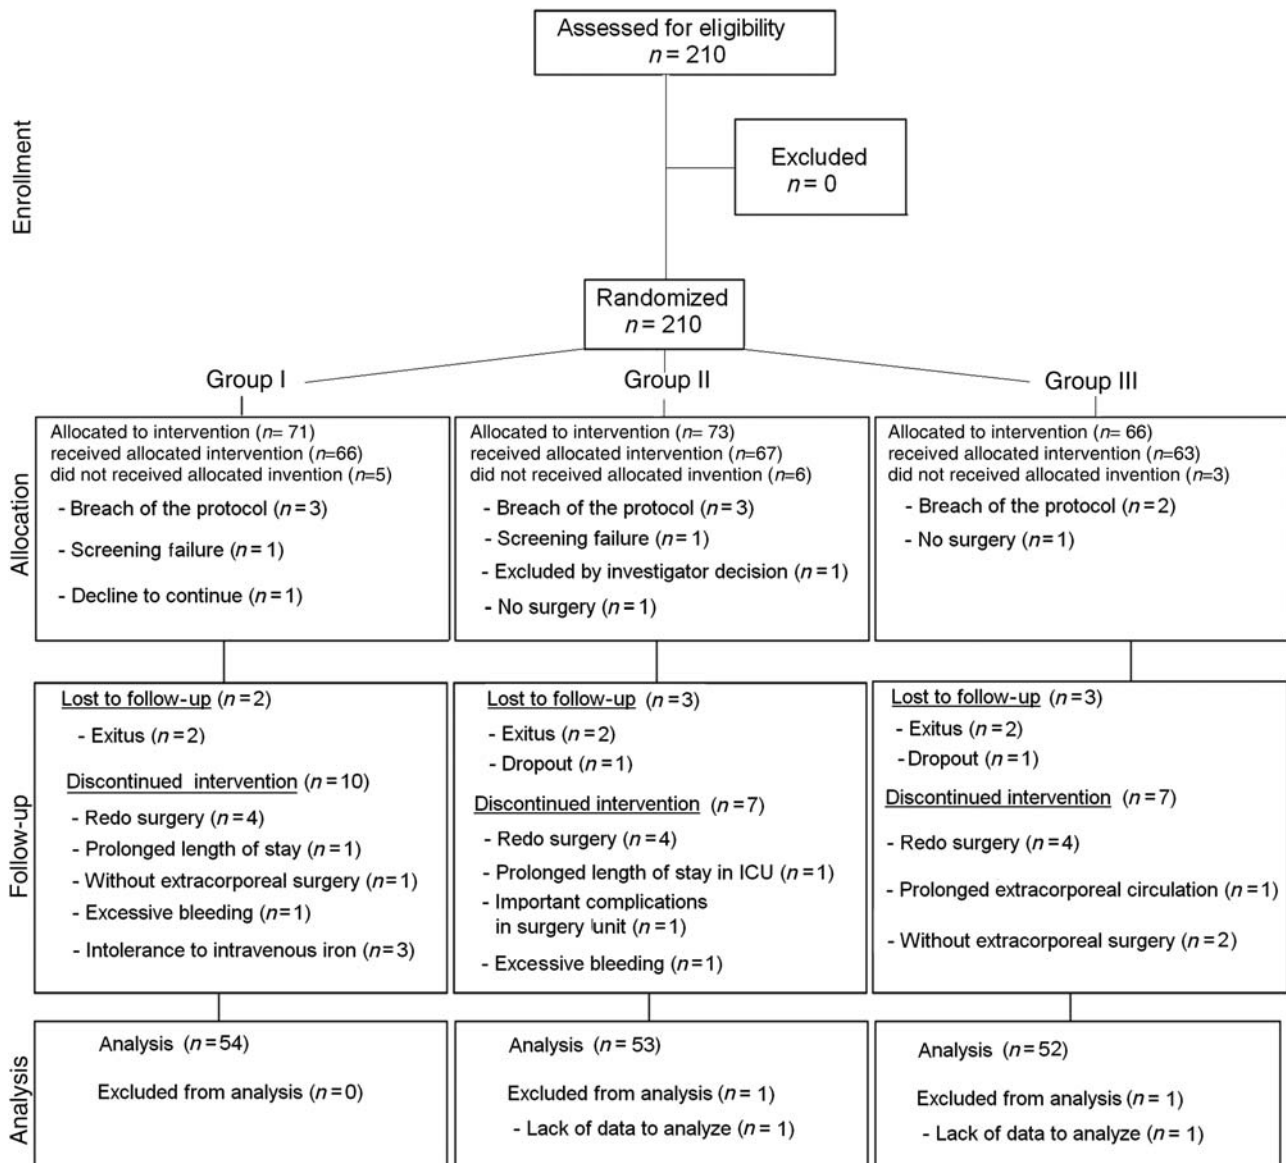 Assessed for eligibility
n = 210
Enrollment
Excluded
n = 0
Randomized
n = 210
Group I
Group II
Group III
Allocation
Allocated to intervention (n= 71)
received allocated intervention (n=66)
did not received allocated invention (n=5)
- Breach of the protocol (n = 3)
- Screening failure (n = 1)
- Decline to continue (n = 1)
Allocated to intervention (n = 73)
received allocated intervention (n=67)
did not received allocated invention (n=6)
- Breach of the protocol (n = 3)
- Screening failure (n = 1)
- Excluded by investigator decision (n = 1)
- No surgery (n = 1)
Allocated to intervention (n= 66)
received allocated intervention (n=63)
did not received allocated invention (n=3)
- Breach of the protocol (n = 2)
- No surgery (n = 1)
Follow-up
Lost to follow-up (n = 2)
- Exitus (n = 2)
Discontinued intervention (n = 10)
- Redo surgery (n = 4)
- Prolonged length of stay (n = 1)
- Without extracorporeal surgery (n = 1)
- Excessive bleeding (n = 1)
- Intolerance to intravenous iron (n = 3)
Lost to follow-up (n = 3)
- Exitus (n = 2)
- Dropout (n = 1)
Discontinued intervention (n = 7)
- Redo surgery (n = 4)
- Prolonged length of stay in ICU (n = 1)
- Important complications
in surgery unit (n = 1)
- Excessive bleeding (n = 1)
Lost to follow-up (n = 3)
- Exitus (n = 2)
- Dropout (n = 1)
Discontinued intervention (n = 7)
- Redo surgery (n = 4)
- Prolonged extracorporeal circulation (n = 1)
- Without extracorporeal surgery (n = 2)
Analysis
Analysis (n = 54)
Excluded from analysis (n = 0)
Analysis (n = 53)
Excluded from analysis (n = 1)
- Lack of data to analyze (n = 1)
Analysis (n = 52)
Excluded from analysis (n = 1)
- Lack of data to analyze (n = 1)